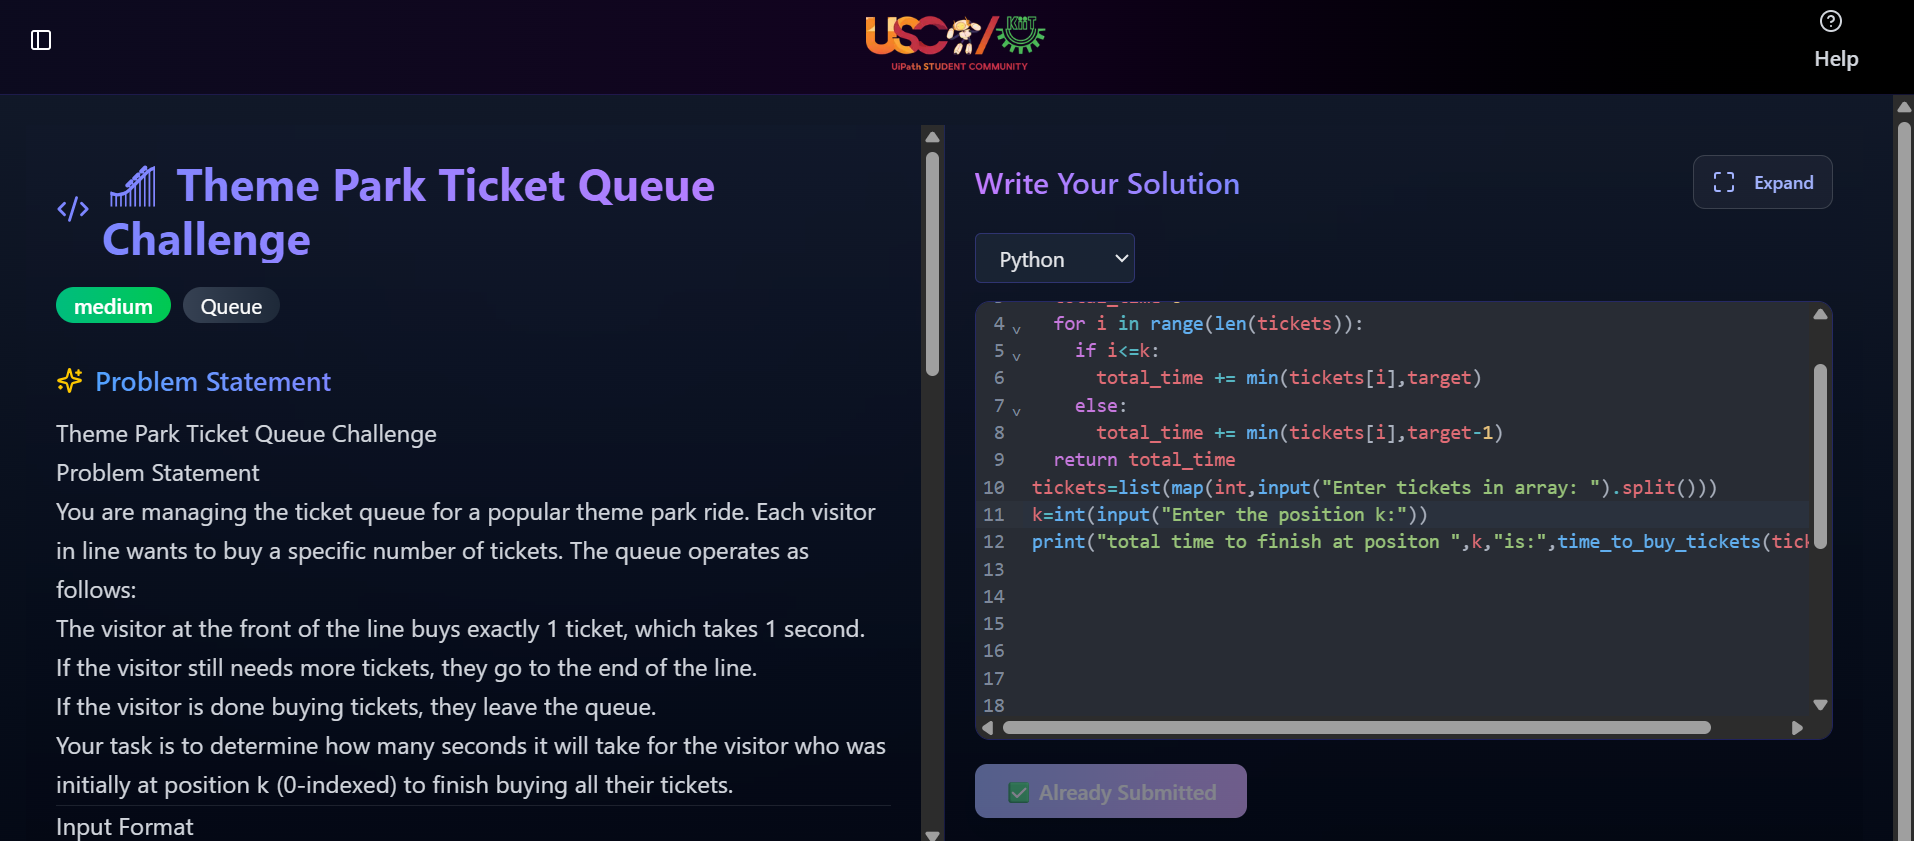 USC/KiiT
UiPath STUDENT COMMUNITY
Help
</> Theme Park Ticket Queue
Challenge
medium
Queue
Problem Statement
Theme Park Ticket Queue Challenge
Problem Statement
You are managing the ticket queue for a popular theme park ride. Each visitor
in line wants to buy a specific number of tickets. The queue operates as
follows:
The visitor at the front of the line buys exactly 1 ticket, which takes 1 second.
If the visitor still needs more tickets, they go to the end of the line.
If the visitor is done buying tickets, they leave the queue.
Your task is to determine how many seconds it will take for the visitor who was
initially at position k (0-indexed) to finish buying all their tickets.
Input Format
Write Your Solution
Expand
Python
4 for i in range(len(tickets)):
5 if i<=k:
6 total_time += min(tickets[i],target)
7 else:
8 total_time += min(tickets[i],target-1)
9 return total_time
10 tickets=list(map(int,input("Enter tickets in array: ").split()))
11 k=int(input("Enter the position k:"))
12 print("total time to finish at positon ",k,"is:",time_to_buy_tickets(tick
13
14
15
16
17
18
✅ Already Submitted